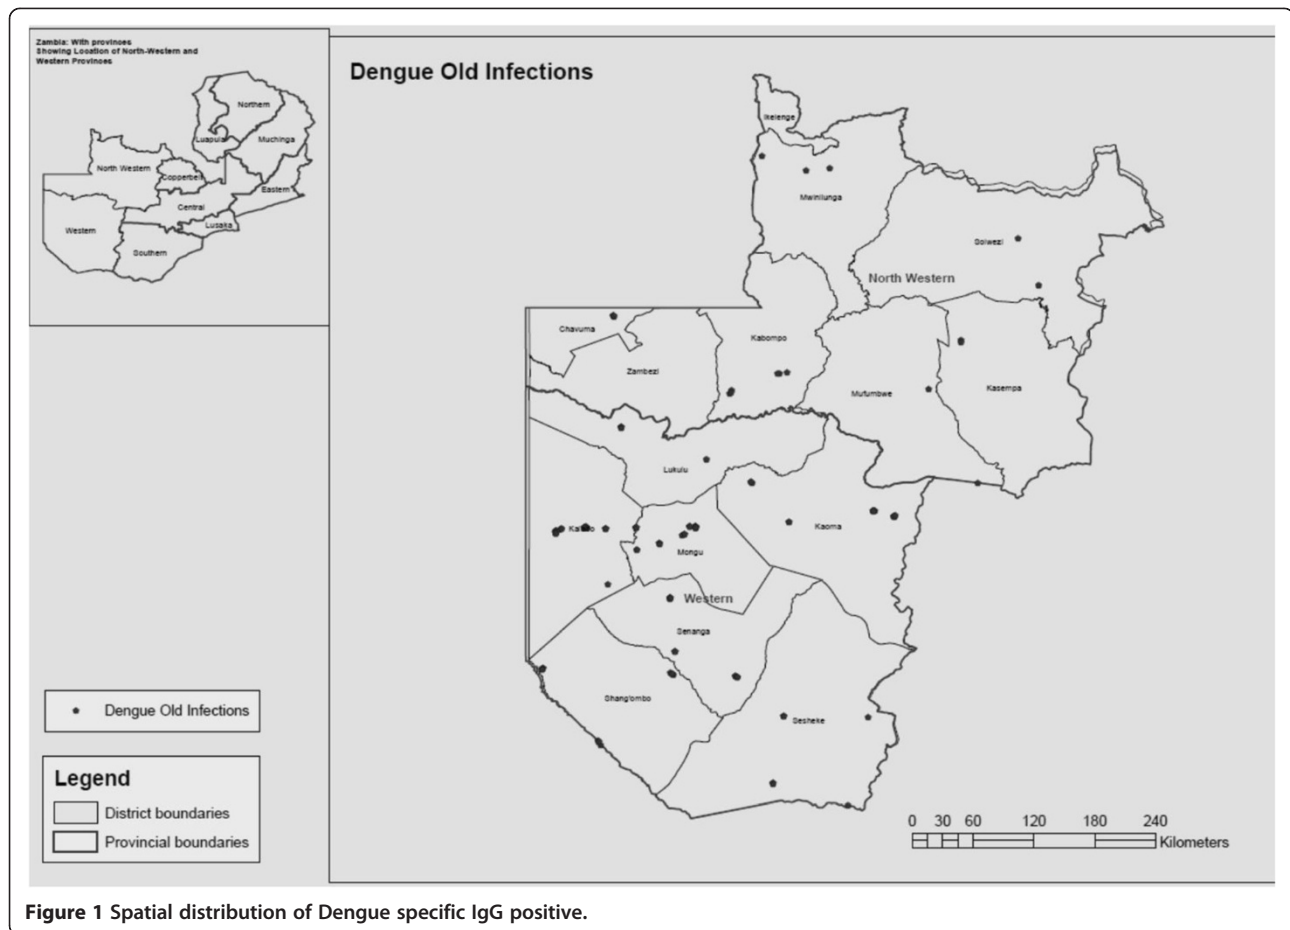 Zambia: With provinces
Showing Location of North-Western and
Western Provinces
Northern
Luapula
Muchinga
North Western
Copperbelt
Eastern
Central
Lusaka
Western
Southern
Dengue Old Infections
Ikelenge
Mwinilunga
Solwezi
North Western
Chavuma
Kabompo
Zambezi
Mufumbwe
Kasempa
Lukulu
Kaoma
Mongu
Western
Senanga
Shang'ombo
Sesheke
Dengue Old Infections
Legend
District boundaries
Provincial boundaries
0 30 60 120 180 240
Kilometers
Figure 1 Spatial distribution of Dengue specific IgG positive.